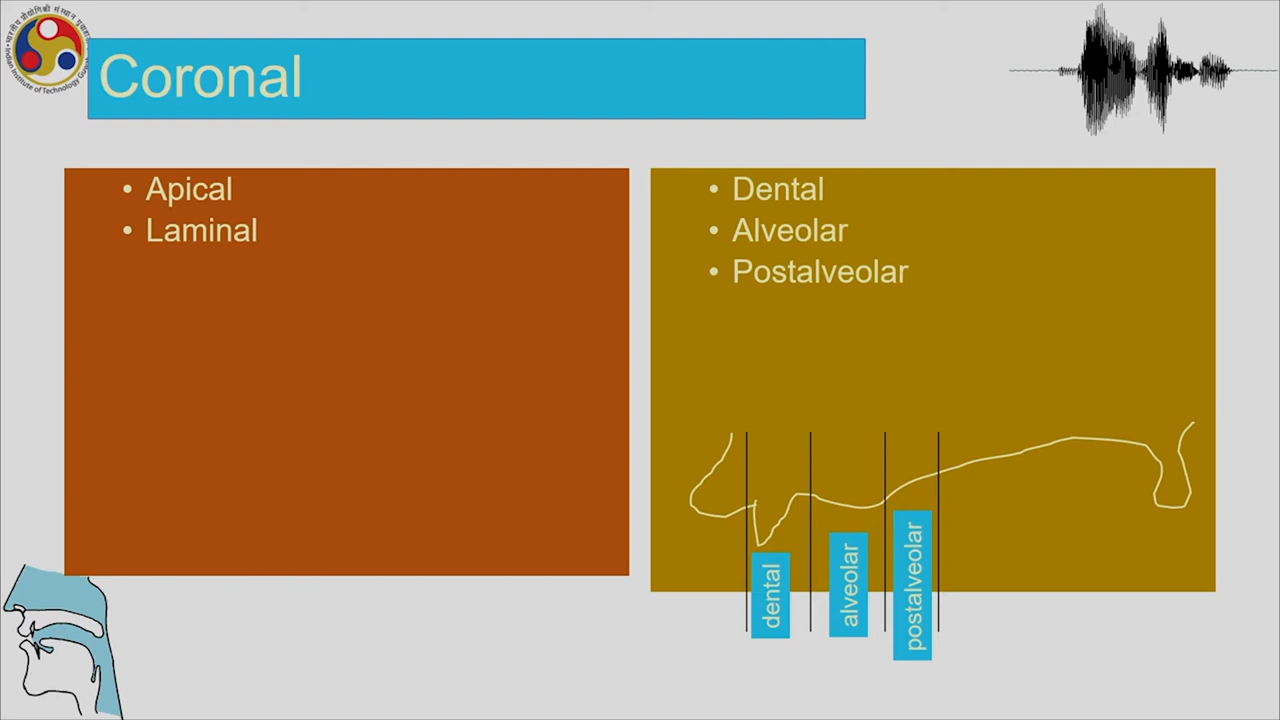 Coronal
• Apical
• Laminal
• Dental
• Alveolar
• Postalveolar
dental
alveolar
postalveolar